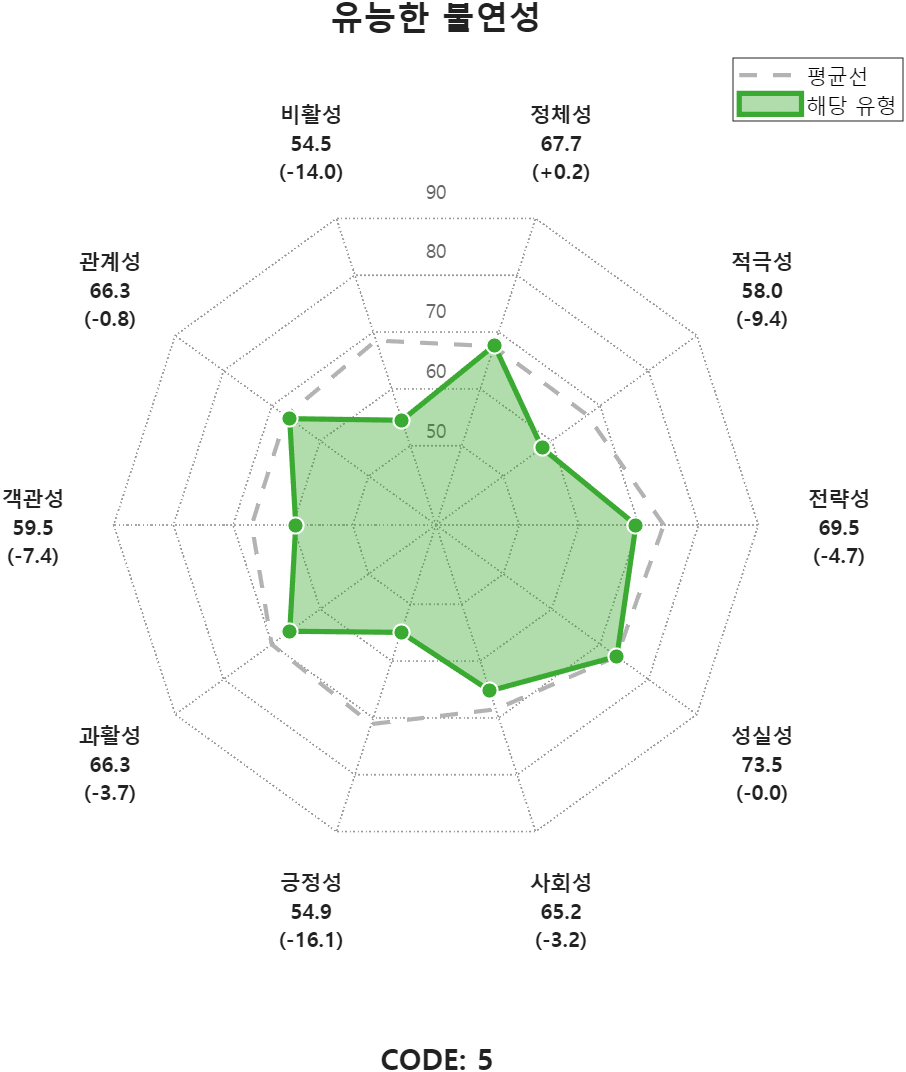 유능한 불연성
평균선
해당 유형
비활성
54.5
(-14.0)
정체성
67.7
(+0.2)
90
80
70
60
50
관계성
66.3
(-0.8)
적극성
58.0
(-9.4)
객관성
59.5
(-7.4)
전략성
69.5
(-4.7)
과활성
66.3
(-3.7)
성실성
73.5
(-0.0)
긍정성
54.9
(-16.1)
사회성
65.2
(-3.2)
CODE: 5